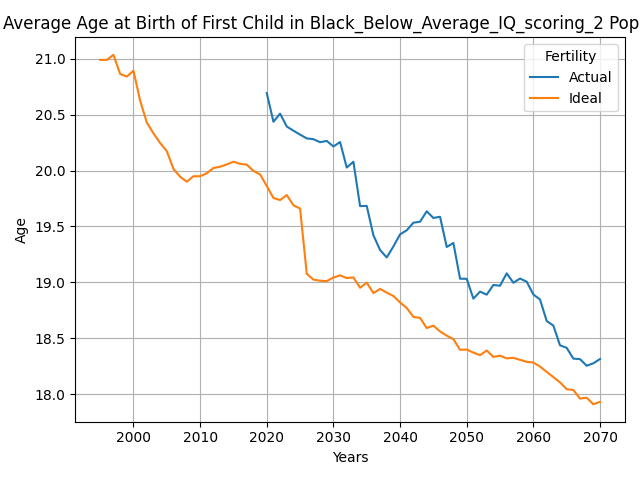 Average Age at Birth of First Child in Black_Below_Average_IQ_scoring_2 Pop
Fertility
Actual
Ideal
21.0
20.5
20.0
19.5
19.0
18.5
18.0
Age
2000 2010 2020 2030 2040 2050 2060 2070
Years